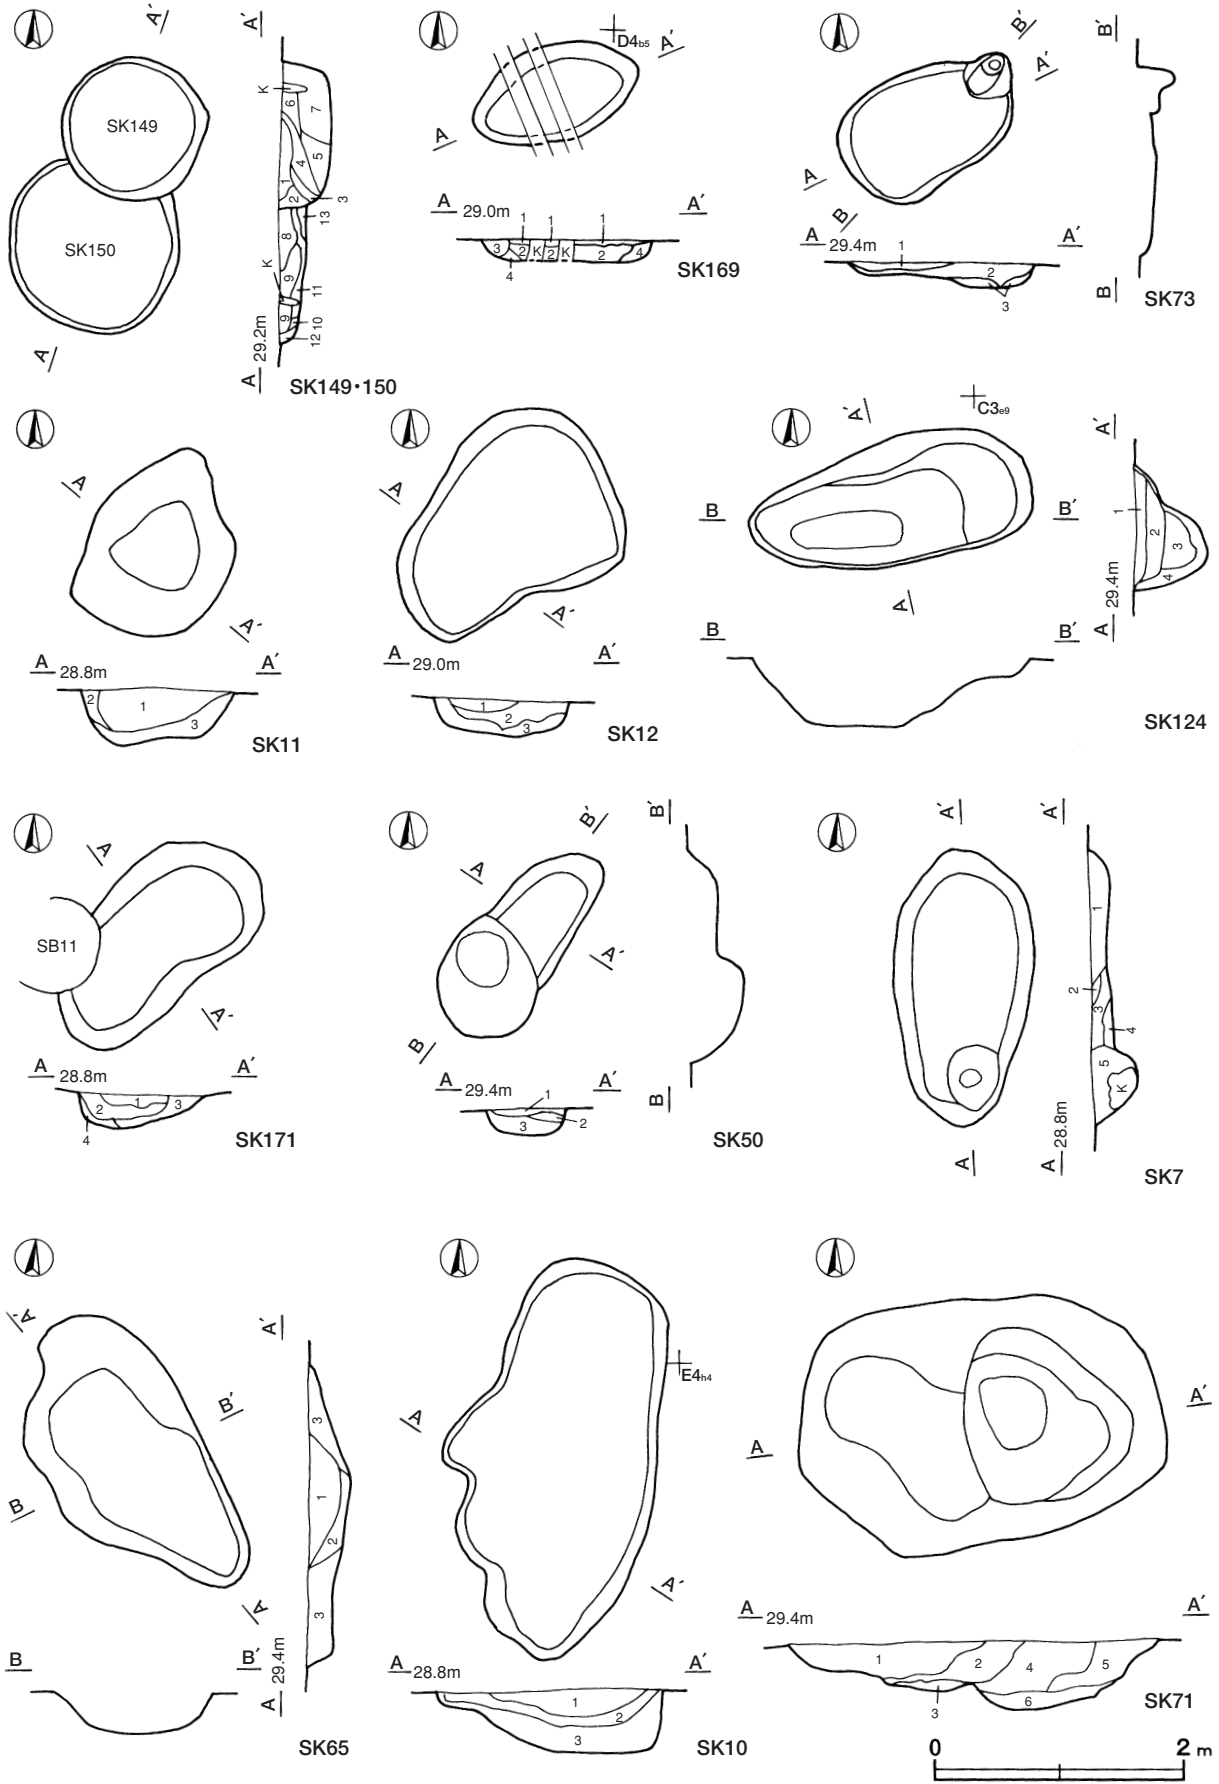 A′
SK149
SK150
A
A′
K
6
7
4
5
1
2
3
13
8
K
9
11
9
10
12
A 29.2m
SK149・150
D4b5
A′
A
A 29.0m
A′
1 1 1
3 2 K 2 K 2 4
4
SK169
B′
A′
A
B
A 29.4m
A′
1
2
3
B′
B
SK73
A
A′
A 28.8m
A′
2 1 3
SK11
A
A′
A 29.0m
A′
1
2
3
SK12
C3e9
A′
B
B′
A
B
B′
A′
1
2
3
4
A 29.4m
SK124
A
SB11
A′
A 28.8m
A′
2 1 3
4
SK171
B′
A
A′
B
A 29.4m
A′
1
3 2
B′
B
SK50
A′
A
A′
1
2
3
4
5
K
A 28.8m
SK7
A′
B′
B
A
B
B′
A′
3
1
2
3
A 29.4m
SK65
E4h4
A
A′
A 28.8m
A′
1
2
3
SK10
A′
A
A 29.4m
A′
1 2 4 5
3
6
SK71
0 2 m